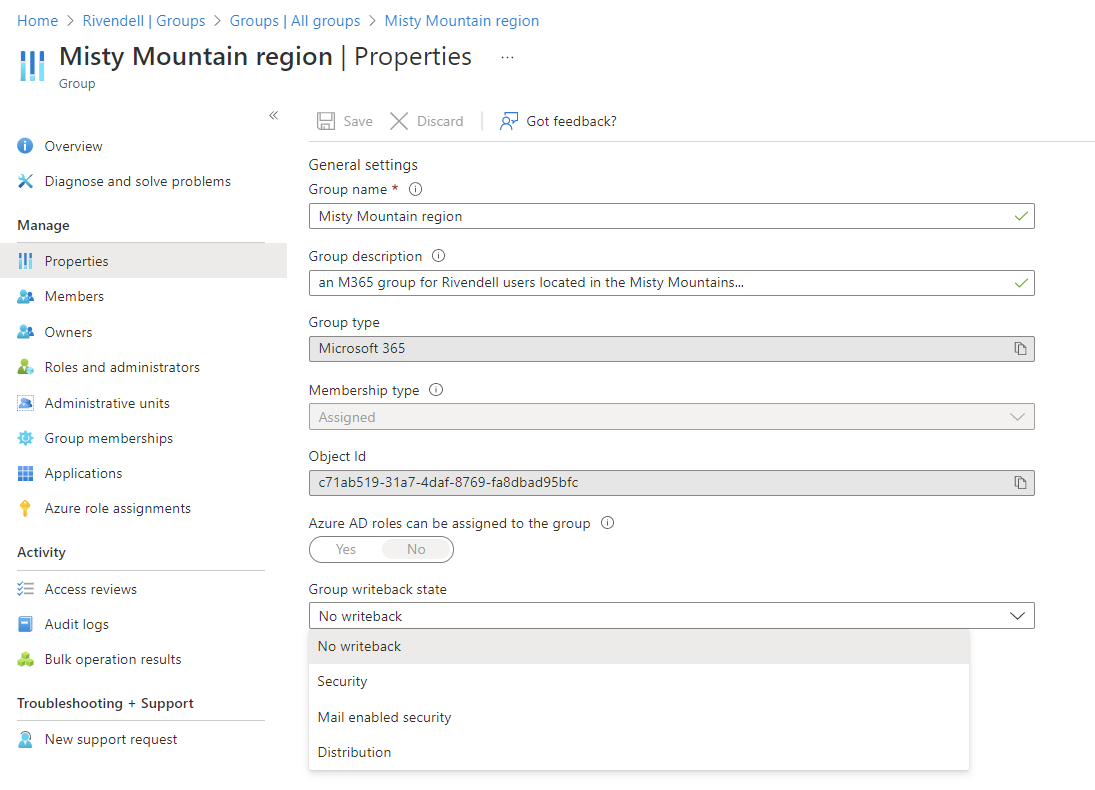 Home > Rivendell | Groups > Groups | All groups > Misty Mountain region
Misty Mountain region | Properties ...
Group
«
Overview
Diagnose and solve problems
Manage
Properties
Members
Owners
Roles and administrators
Administrative units
Group memberships
Applications
Azure role assignments
Activity
Access reviews
Audit logs
Bulk operation results
Troubleshooting + Support
New support request
Save Discard Got feedback?
General settings
Group name *
Misty Mountain region
Group description
an M365 group for Rivendell users located in the Misty Mountains...
Group type
Microsoft 365
Membership type
Assigned
Object Id
c71ab519-31a7-4daf-8769-fa8dbad95bfc
Azure AD roles can be assigned to the group
Yes No
Group writeback state
No writeback
No writeback
Security
Mail enabled security
Distribution